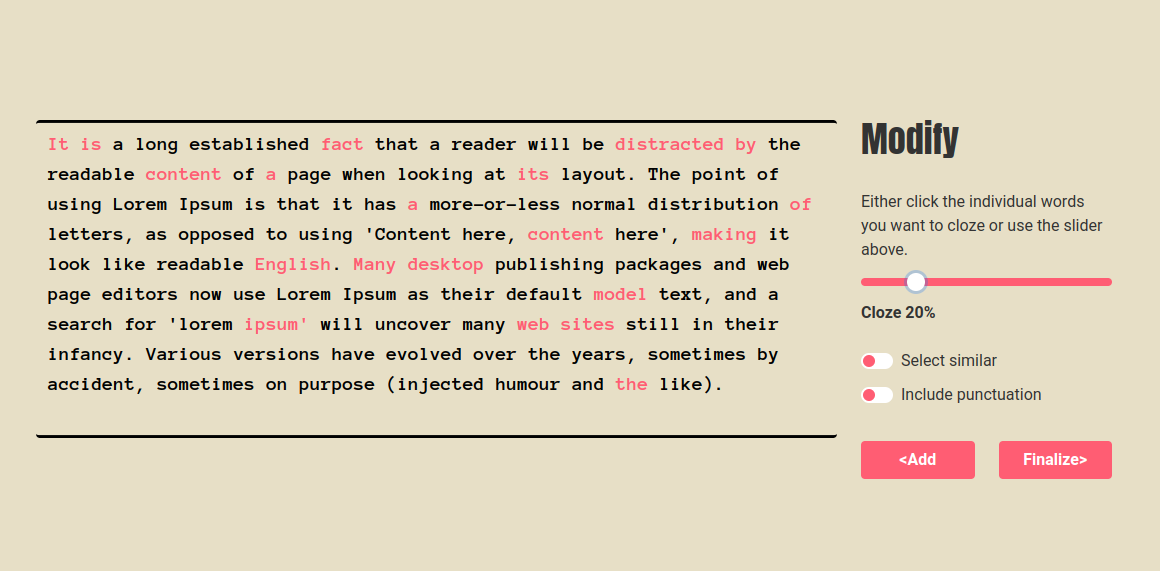 It is a long established fact that a reader will be distracted by the
readable content of a page when looking at its layout. The point of
using Lorem Ipsum is that it has a more-or-less normal distribution of
letters, as opposed to using 'Content here, content here', making it
look like readable English. Many desktop publishing packages and web
page editors now use Lorem Ipsum as their default model text, and a
search for 'lorem ipsum' will uncover many web sites still in their
infancy. Various versions have evolved over the years, sometimes by
accident, sometimes on purpose (injected humour and the like).
Modify
Either click the individual words
you want to cloze or use the slider
above.
Cloze 20%
Select similar
Include punctuation
<Add
Finalize>